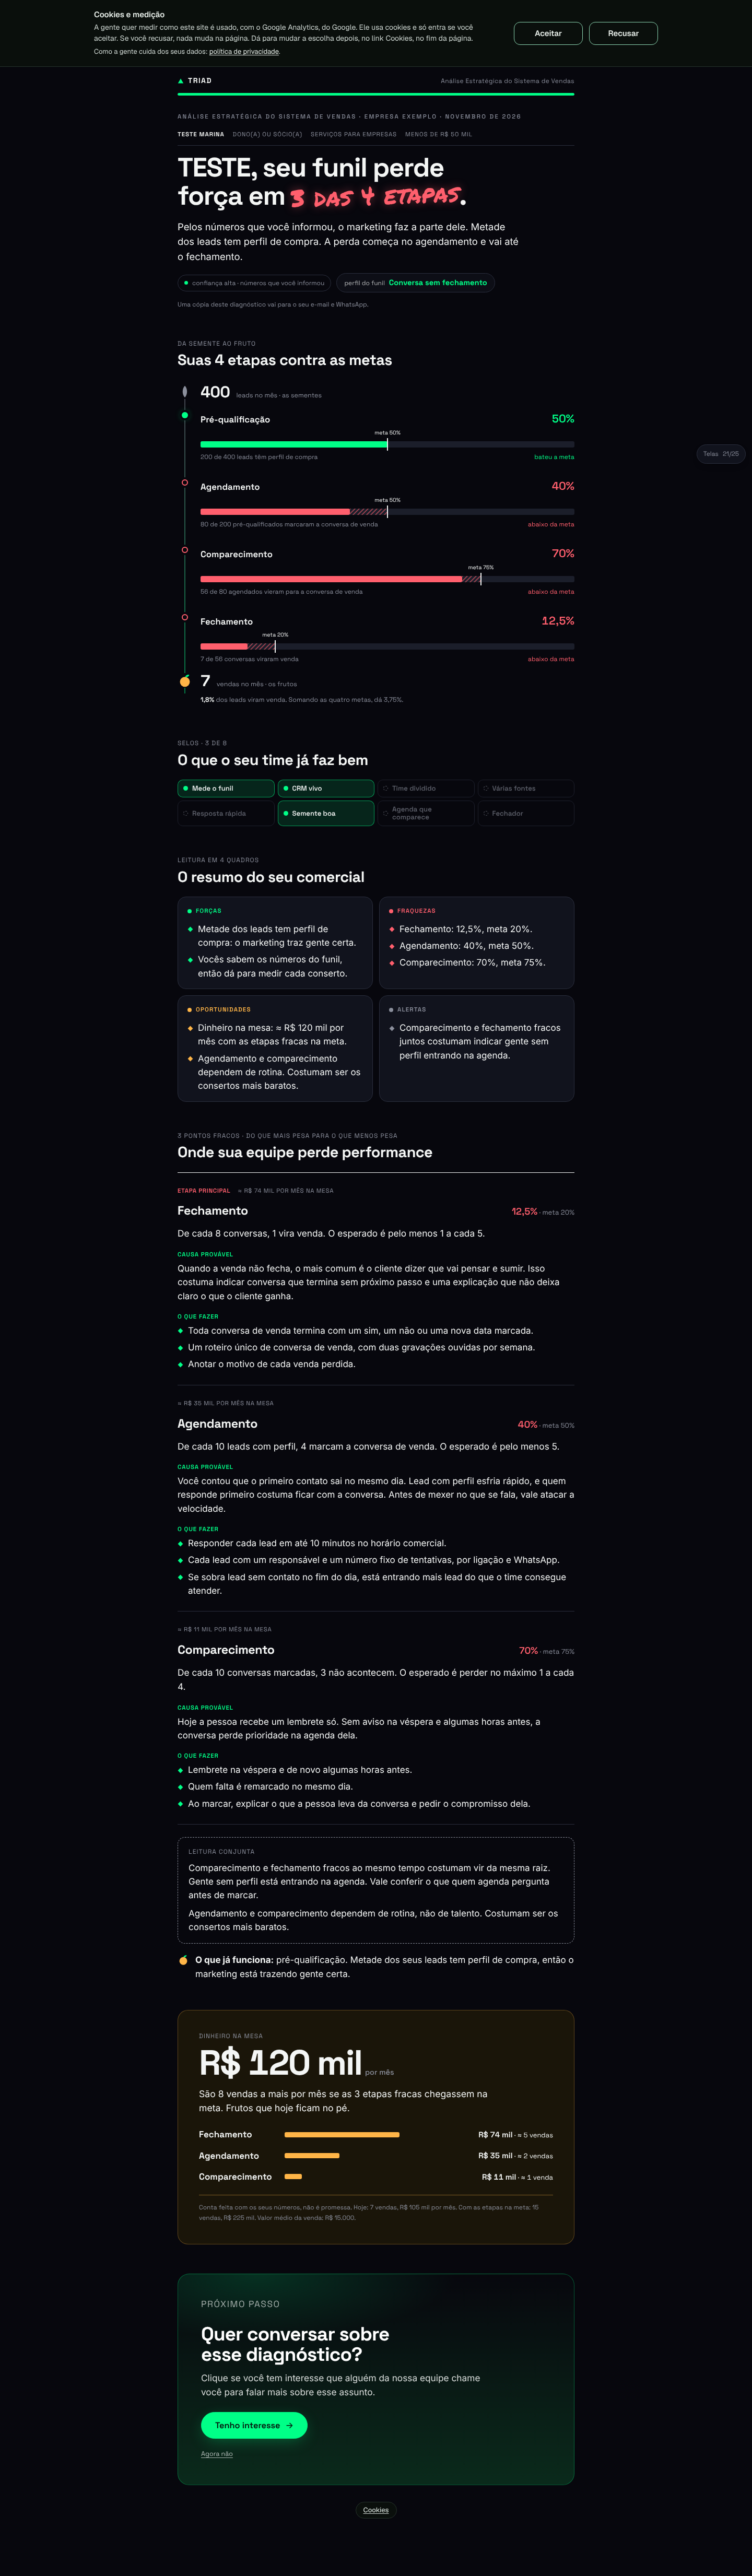 Cookies e medição
A gente quer medir como este site é usado, com o Google Analytics, do Google. Ele usa cookies e só entra se você
aceitar. Se você recusar, nada muda na página. Dá para mudar a escolha depois, no link Cookies, no fim da página.
Como a gente cuida dos seus dados: política de privacidade.
Aceitar
Recusar
TRIAD
Análise Estratégica do Sistema de Vendas
ANÁLISE ESTRATÉGICA DO SISTEMA DE VENDAS · EMPRESA EXEMPLO · NOVEMBRO DE 2026
TESTE MARINA DONO(A) OU SÓCIO(A) SERVIÇOS PARA EMPRESAS MENOS DE R$ 50 MIL
TESTE, seu funil perde
força em 3 DAS 4 ETAPAS.
Pelos números que você informou, o marketing faz a parte dele. Metade
dos leads tem perfil de compra. A perda começa no agendamento e vai até
o fechamento.
confiança alta · números que você informou
perfil do funil Conversa sem fechamento
Uma cópia deste diagnóstico vai para o seu e-mail e WhatsApp.
DA SEMENTE AO FRUTO
Suas 4 etapas contra as metas
400 leads no mês · as sementes
Pré-qualificação 50%
meta 50%
200 de 400 leads têm perfil de compra bateu a meta
Telas 21/25
Agendamento 40%
meta 50%
80 de 200 pré-qualificados marcaram a conversa de venda abaixo da meta
Comparecimento 70%
meta 75%
56 de 80 agendados vieram para a conversa de venda abaixo da meta
Fechamento 12,5%
meta 20%
7 de 56 conversas viraram venda abaixo da meta
7 vendas no mês · os frutos
1,8% dos leads viram venda. Somando as quatro metas, dá 3,75%.
SELOS · 3 DE 8
O que o seu time já faz bem
Mede o funil
CRM vivo
Time dividido
Várias fontes
Resposta rápida
Semente boa
Agenda que
comparece
Fechador
LEITURA EM 4 QUADROS
O resumo do seu comercial
FORÇAS
Metade dos leads tem perfil de
compra: o marketing traz gente certa.
Vocês sabem os números do funil,
então dá para medir cada conserto.
FRAQUEZAS
Fechamento: 12,5%, meta 20%.
Agendamento: 40%, meta 50%.
Comparecimento: 70%, meta 75%.
OPORTUNIDADES
Dinheiro na mesa: ≈ R$ 120 mil por
mês com as etapas fracas na meta.
Agendamento e comparecimento
dependem de rotina. Costumam ser os
consertos mais baratos.
ALERTAS
Comparecimento e fechamento fracos
juntos costumam indicar gente sem
perfil entrando na agenda.
3 PONTOS FRACOS · DO QUE MAIS PESA PARA O QUE MENOS PESA
Onde sua equipe perde performance
ETAPA PRINCIPAL ≈ R$ 74 MIL POR MÊS NA MESA
Fechamento 12,5% · meta 20%
De cada 8 conversas, 1 vira venda. O esperado é pelo menos 1 a cada 5.
CAUSA PROVÁVEL
Quando a venda não fecha, o mais comum é o cliente dizer que vai pensar e sumir. Isso
costuma indicar conversa que termina sem próximo passo e uma explicação que não deixa
claro o que o cliente ganha.
O QUE FAZER
Toda conversa de venda termina com um sim, um não ou uma nova data marcada.
Um roteiro único de conversa de venda, com duas gravações ouvidas por semana.
Anotar o motivo de cada venda perdida.
≈ R$ 35 MIL POR MÊS NA MESA
Agendamento 40% · meta 50%
De cada 10 leads com perfil, 4 marcam a conversa de venda. O esperado é pelo menos 5.
CAUSA PROVÁVEL
Você contou que o primeiro contato sai no mesmo dia. Lead com perfil esfria rápido, e quem
responde primeiro costuma ficar com a conversa. Antes de mexer no que se fala, vale atacar a
velocidade.
O QUE FAZER
Responder cada lead em até 10 minutos no horário comercial.
Cada lead com um responsável e um número fixo de tentativas, por ligação e WhatsApp.
Se sobra lead sem contato no fim do dia, está entrando mais lead do que o time consegue
atender.
≈ R$ 11 MIL POR MÊS NA MESA
Comparecimento 70% · meta 75%
De cada 10 conversas marcadas, 3 não acontecem. O esperado é perder no máximo 1 a cada
4.
CAUSA PROVÁVEL
Hoje a pessoa recebe um lembrete só. Sem aviso na véspera e algumas horas antes, a
conversa perde prioridade na agenda dela.
O QUE FAZER
Lembrete na véspera e de novo algumas horas antes.
Quem falta é remarcado no mesmo dia.
Ao marcar, explicar o que a pessoa leva da conversa e pedir o compromisso dela.
LEITURA CONJUNTA
Comparecimento e fechamento fracos ao mesmo tempo costumam vir da mesma raiz.
Gente sem perfil está entrando na agenda. Vale conferir o que quem agenda pergunta
antes de marcar.
Agendamento e comparecimento dependem de rotina, não de talento. Costumam ser os
consertos mais baratos.
O que já funciona: pré-qualificação. Metade dos seus leads tem perfil de compra, então o
marketing está trazendo gente certa.
DINHEIRO NA MESA
R$ 120 mil por mês
São 8 vendas a mais por mês se as 3 etapas fracas chegassem na
meta. Frutos que hoje ficam no pé.
Fechamento R$ 74 mil · ≈ 5 vendas
Agendamento R$ 35 mil · ≈ 2 vendas
Comparecimento R$ 11 mil · ≈ 1 venda
Conta feita com os seus números, não é promessa. Hoje: 7 vendas, R$ 105 mil por mês. Com as etapas na meta: 15
vendas, R$ 225 mil. Valor médio da venda: R$ 15.000.
PRÓXIMO PASSO
Quer conversar sobre
esse diagnóstico?
Clique se você tem interesse que alguém da nossa equipe chame
você para falar mais sobre esse assunto.
Tenho interesse →
Agora não
Cookies